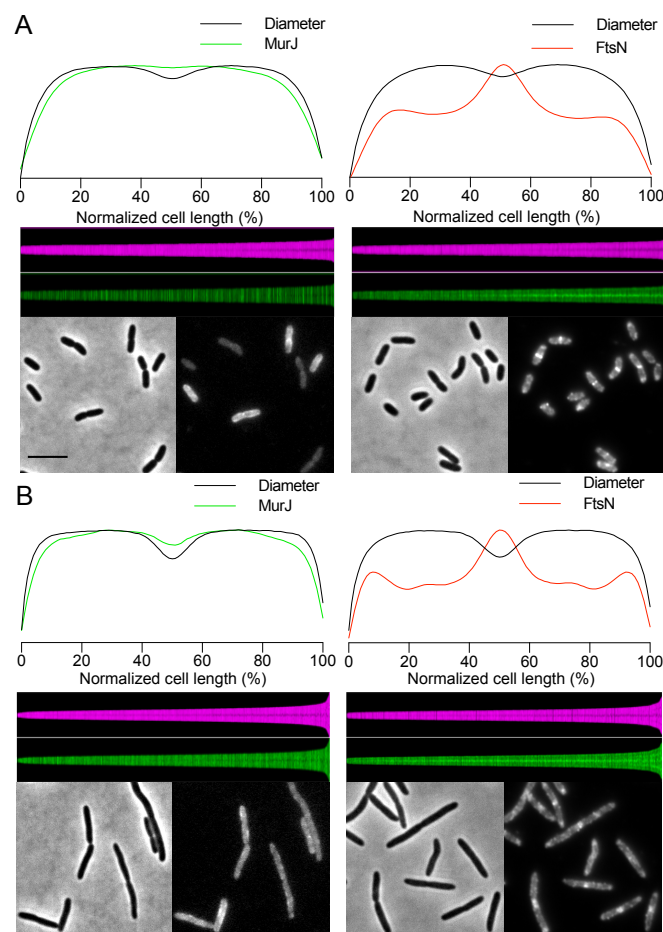 A
Diameter
MurJ
0 20 40 60 80 100
Normalized cell length (%)
Diameter
FtsN
0 20 40 60 80 100
Normalized cell length (%)
B
Diameter
MurJ
0 20 40 60 80 100
Normalized cell length (%)
Diameter
FtsN
0 20 40 60 80 100
Normalized cell length (%)